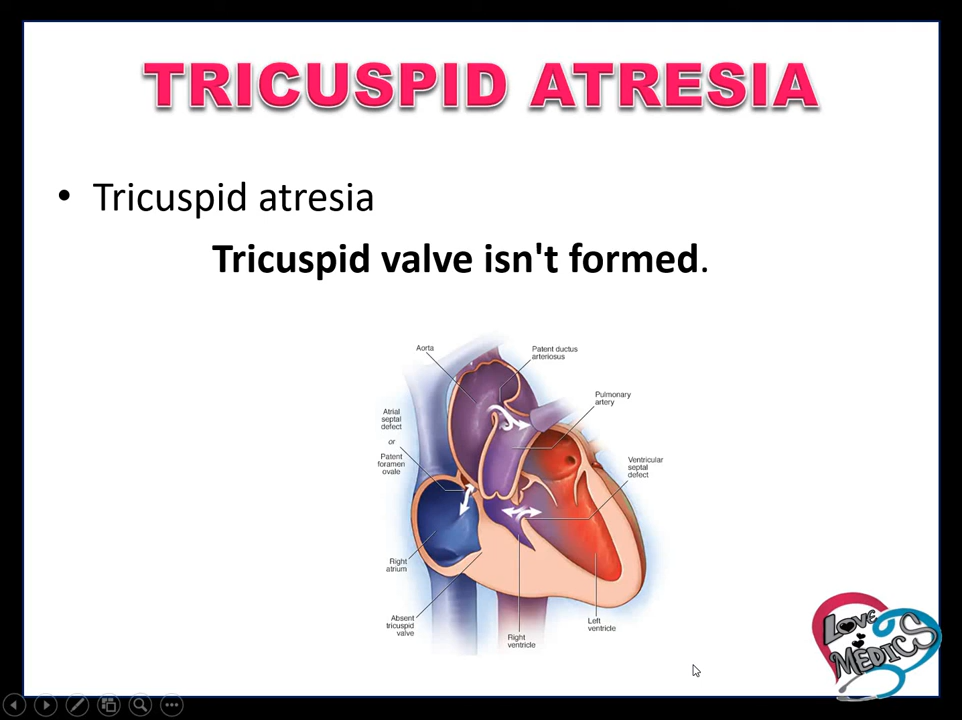 TRICUSPID ATRESIA
• Tricuspid atresia
Tricuspid valve isn't formed.
Aorta
Patent ductus
arteriosus
Pulmonary
artery
Atrial
septal
defect
or
Patent
foramen
ovale
Ventricular
septal
defect
Right
atrium
Absent
tricuspid
valve
Right
ventricle
Left
ventricle
LOVE
MEDICS